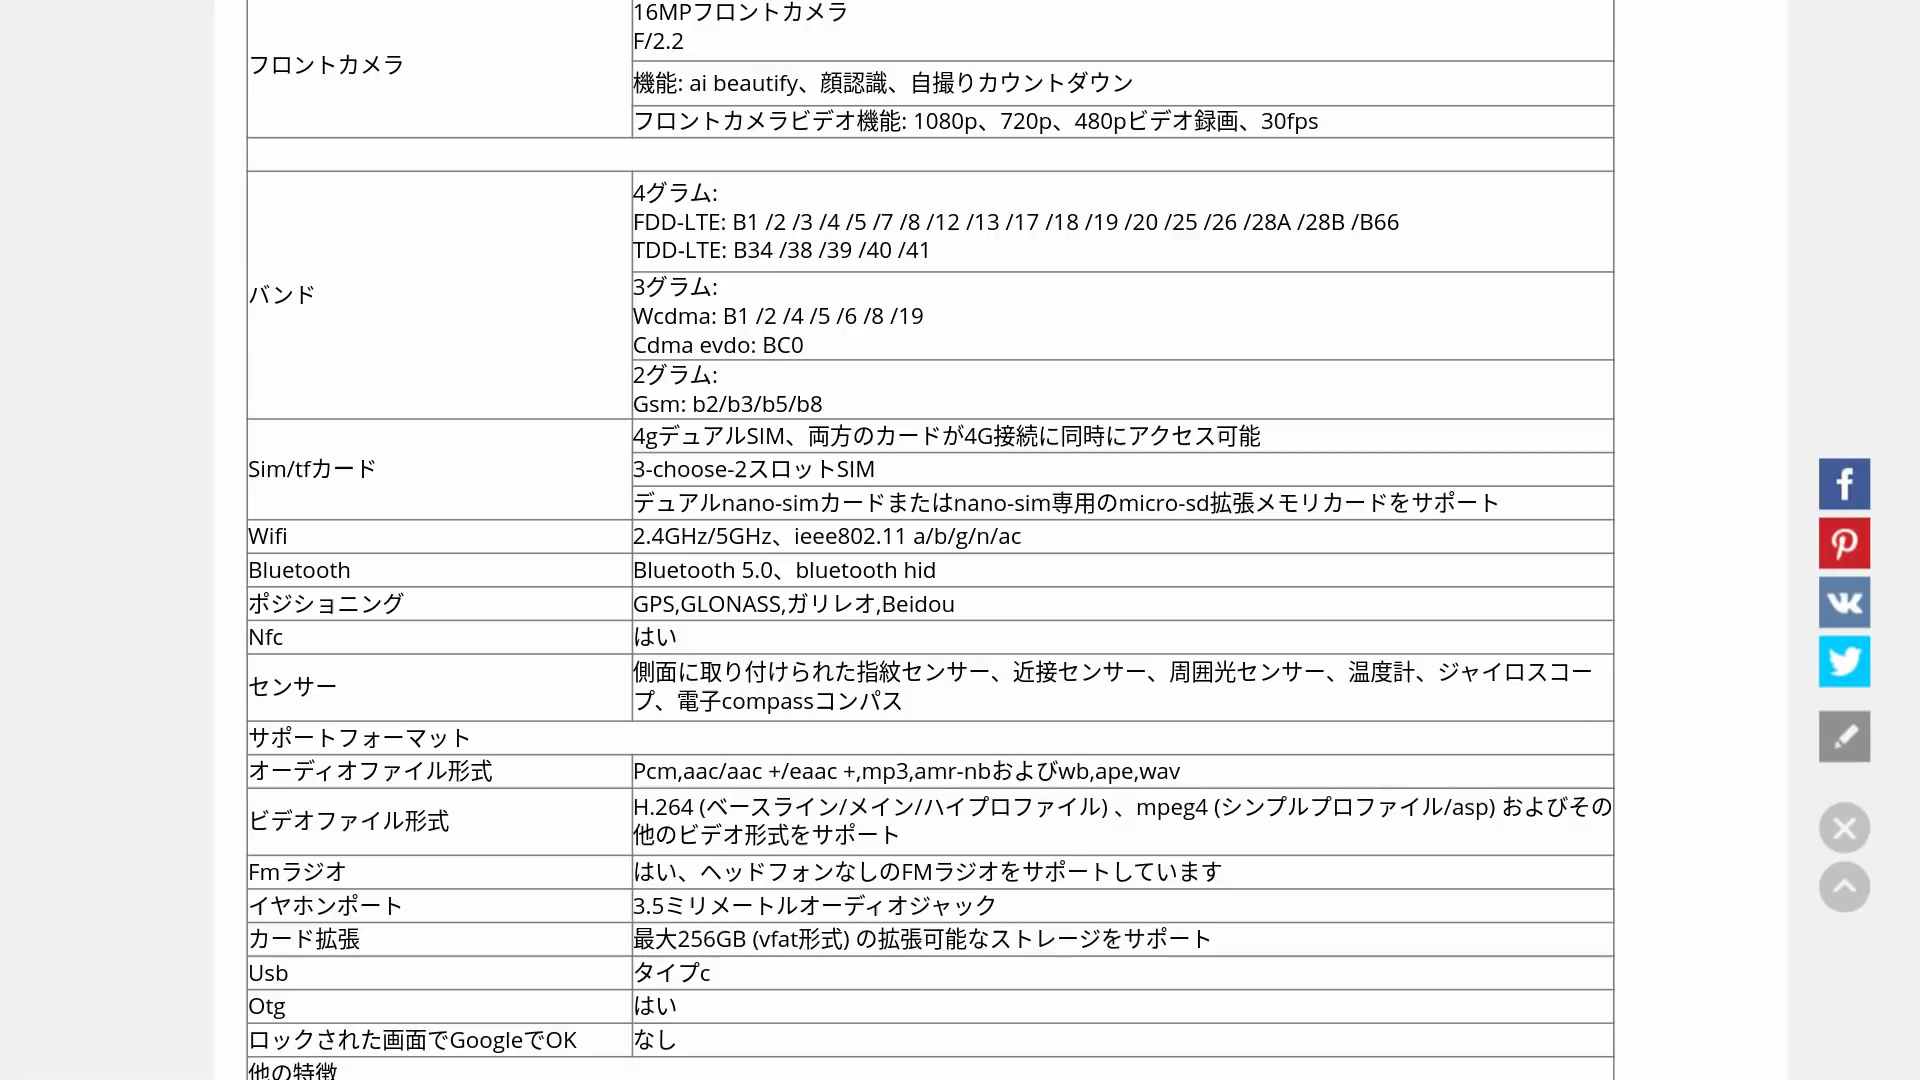 フロントカメラ
16MPフロントカメラ
F/2.2
機能: ai beautify、顔認識、自撮りカウントダウン
フロントカメラビデオ機能: 1080p、720p、480pビデオ録画、30fps
バンド
4グラム:
FDD-LTE: B1 /2 /3 /4 /5 /7 /8 /12 /13 /17 /18 /19 /20 /25 /26 /28A /28B /B66
TDD-LTE: B34 /38 /39 /40 /41
3グラム:
Wcdma: B1 /2 /4 /5 /6 /8 /19
Cdma evdo: BC0
2グラム:
Gsm: b2/b3/b5/b8
Sim/tfカード
4gデュアルSIM、両方のカードが4G接続に同時にアクセス可能
3-choose-2スロットSIM
デュアルnano-simカードまたはnano-sim専用のmicro-sd拡張メモリカードをサポート
Wifi
2.4GHz/5GHz、ieee802.11 a/b/g/n/ac
Bluetooth
Bluetooth 5.0、bluetooth hid
ポジショニング
GPS,GLONASS,ガリレオ,Beidou
Nfc
はい
センサー
側面に取り付けられた指紋センサー、近接センサー、周囲光センサー、温度計、ジャイロスコー
プ、電子compassコンパス
サポートフォーマット
オーディオファイル形式
Pcm,aac/aac +/eaac +,mp3,amr-nbおよびwb,ape,wav
ビデオファイル形式
H.264 (ベースライン/メイン/ハイプロファイル) 、mpeg4 (シンプルプロファイル/asp) およびその
他のビデオ形式をサポート
Fmラジオ
はい、ヘッドフォンなしのFMラジオをサポートしています
イヤホンポート
3.5ミリメートルオーディオジャック
カード拡張
最大256GB (vfat形式) の拡張可能なストレージをサポート
Usb
タイプc
Otg
はい
ロックされた画面でGoogleでOK
なし
他の特徴